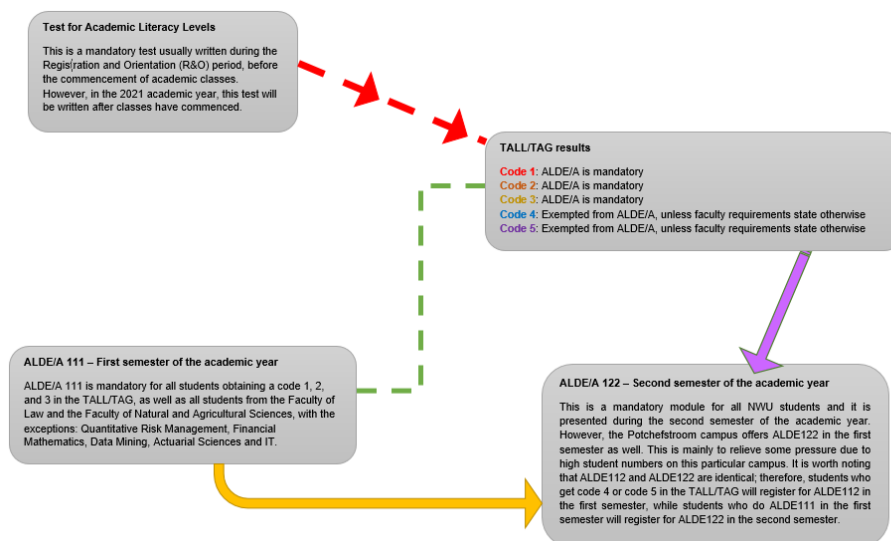 Test for Academic Literacy Levels
This is a mandatory test usually written during the
Registration and Orientation (R&O) period, before
the commencement of academic classes.
However, in the 2021 academic year, this test will
be written after classes have commenced.
TALL/TAG results
Code 1: ALDE/A is mandatory
Code 2: ALDE/A is mandatory
Code 3: ALDE/A is mandatory
Code 4: Exempted from ALDE/A, unless faculty requirements state otherwise
Code 5: Exempted from ALDE/A, unless faculty requirements state otherwise
ALDE/A 111 – First semester of the academic year
ALDE/A 111 is mandatory for all students obtaining a code 1, 2,
and 3 in the TALL/TAG, as well as all students from the Faculty of
Law and the Faculty of Natural and Agricultural Sciences, with the
exceptions: Quantitative Risk Management, Financial
Mathematics, Data Mining, Actuarial Sciences and IT.
ALDE/A 122 – Second semester of the academic year
This is a mandatory module for all NWU students and it is
presented during the second semester of the academic year.
However, the Potchefstroom campus offers ALDE122 in the first
semester as well. This is mainly to relieve some pressure due to
high student numbers on this particular campus. It is worth noting
that ALDE112 and ALDE122 are identical; therefore, students who
get code 4 or code 5 in the TALL/TAG will register for ALDE112 in
the first semester, while students who do ALDE111 in the first
semester will register for ALDE122 in the second semester.